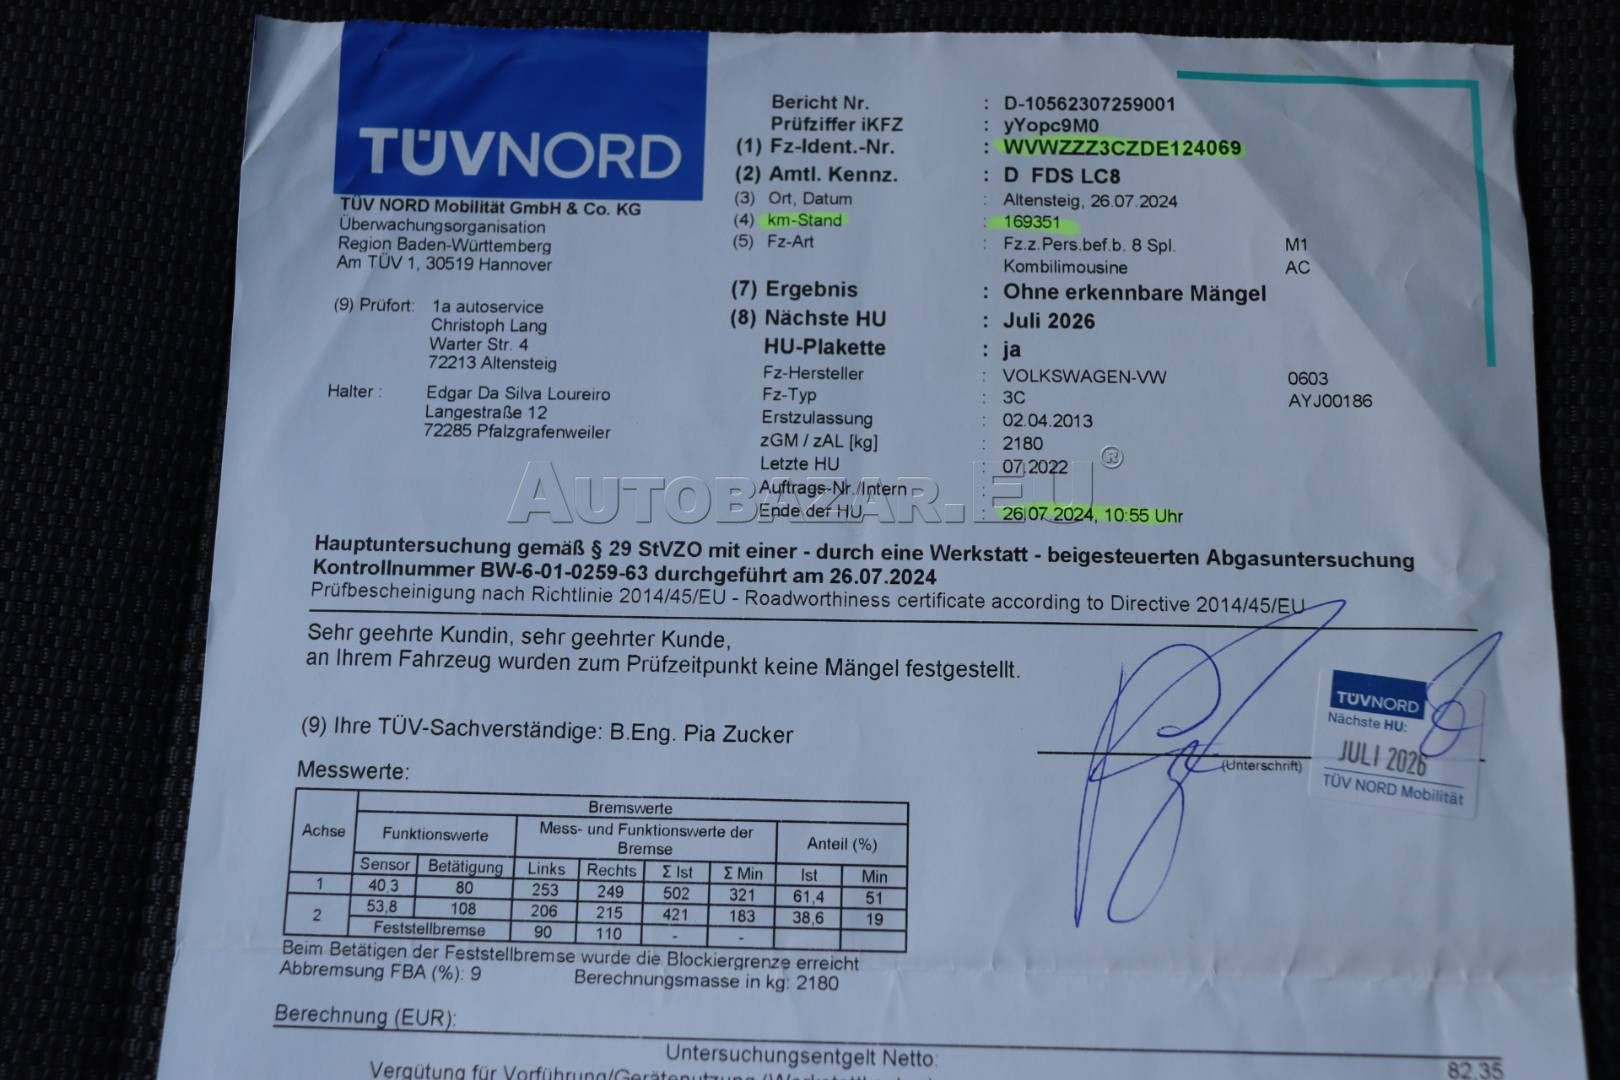 TÜVNORD
TÜV NORD Mobilität GmbH & Co. KG
Überwachungsorganisation
Region Baden-Württemberg
Am TÜV 1, 30519 Hannover
(9) Prüfort: 1a autoservice
Christoph Lang
Warter Str. 4
72213 Altensteig
Halter : Edgar Da Silva Loureiro
Langestraße 12
72285 Pfalzgrafenweiler
Bericht Nr. : D-10562307259001
Prüfziffer iKFZ : yYopc9M0
(1) Fz-Ident.-Nr. : WVWZZZ3CZDE124069
(2) Amtl. Kennz. : D FDS LC8
(3) Ort, Datum : Altensteig, 26.07.2024
(4) km-Stand : 169351
(5) Fz-Art : Fz.z.Pers.bef.b. 8 Spl. M1
Kombilimousine AC
(7) Ergebnis : Ohne erkennbare Mängel
(8) Nächste HU : Juli 2026
HU-Plakette : ja
Fz-Hersteller : VOLKSWAGEN-VW 0603
Fz-Typ : 3C AYJ00186
Erstzulassung : 02.04.2013
zGM / zAL [kg] : 2180
Letzte HU : 07.2022
Auftrags-Nr./Intern :
Ende der HU : 26.07.2024, 10:55 Uhr
AUTOBAZAR.EU®
Hauptuntersuchung gemäß § 29 StVZO mit einer - durch eine Werkstatt - beigesteuerten Abgasuntersuchung
Kontrollnummer BW-6-01-0259-63 durchgeführt am 26.07.2024
Prüfbescheinigung nach Richtlinie 2014/45/EU - Roadworthiness certificate according to Directive 2014/45/EU
Sehr geehrte Kundin, sehr geehrter Kunde,
an Ihrem Fahrzeug wurden zum Prüfzeitpunkt keine Mängel festgestellt.
(9) Ihre TÜV-Sachverständige: B.Eng. Pia Zucker
(Unterschrift)
TÜVNORD
Nächste HU:
JULI 2026
TÜV NORD Mobilität
Messwerte:
Bremswerte
Achse Funktionswerte Mess- und Funktionswerte der Bremse Anteil (%)
Sensor Betätigung Links Rechts Σ Ist Σ Min Ist Min
1 40,3 80 253 249 502 321 61,4 51
2 53,8 108 206 215 421 183 38,6 19
Feststellbremse 90 110 - -
Beim Betätigen der Feststellbremse wurde die Blockiergrenze erreicht
Abbremsung FBA (%): 9 Berechnungsmasse in kg: 2180
Berechnung (EUR):
Untersuchungsentgelt Netto: 82.35
Vergütung für Vorführung/Gerätenutzung